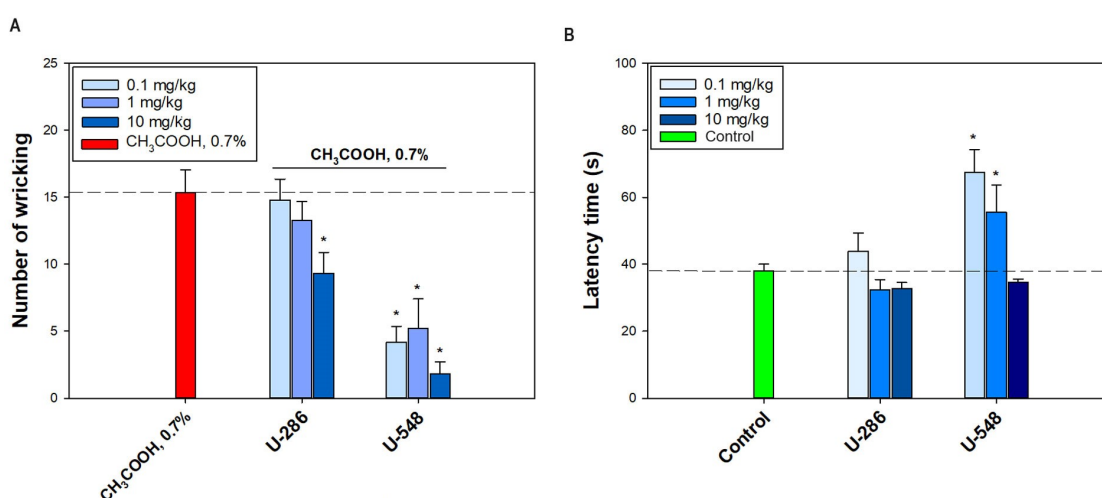 A
Number of wricking
25
20
15
10
5
0
0.1 mg/kg
1 mg/kg
10 mg/kg
CH₃COOH, 0.7%
CH₃COOH, 0.7%
*
*
*
*
CH₃COOH, 0.7%
U-286
U-548
B
Latency time (s)
100
80
60
40
20
0
0.1 mg/kg
1 mg/kg
10 mg/kg
Control
*
*
Control
U-286
U-548